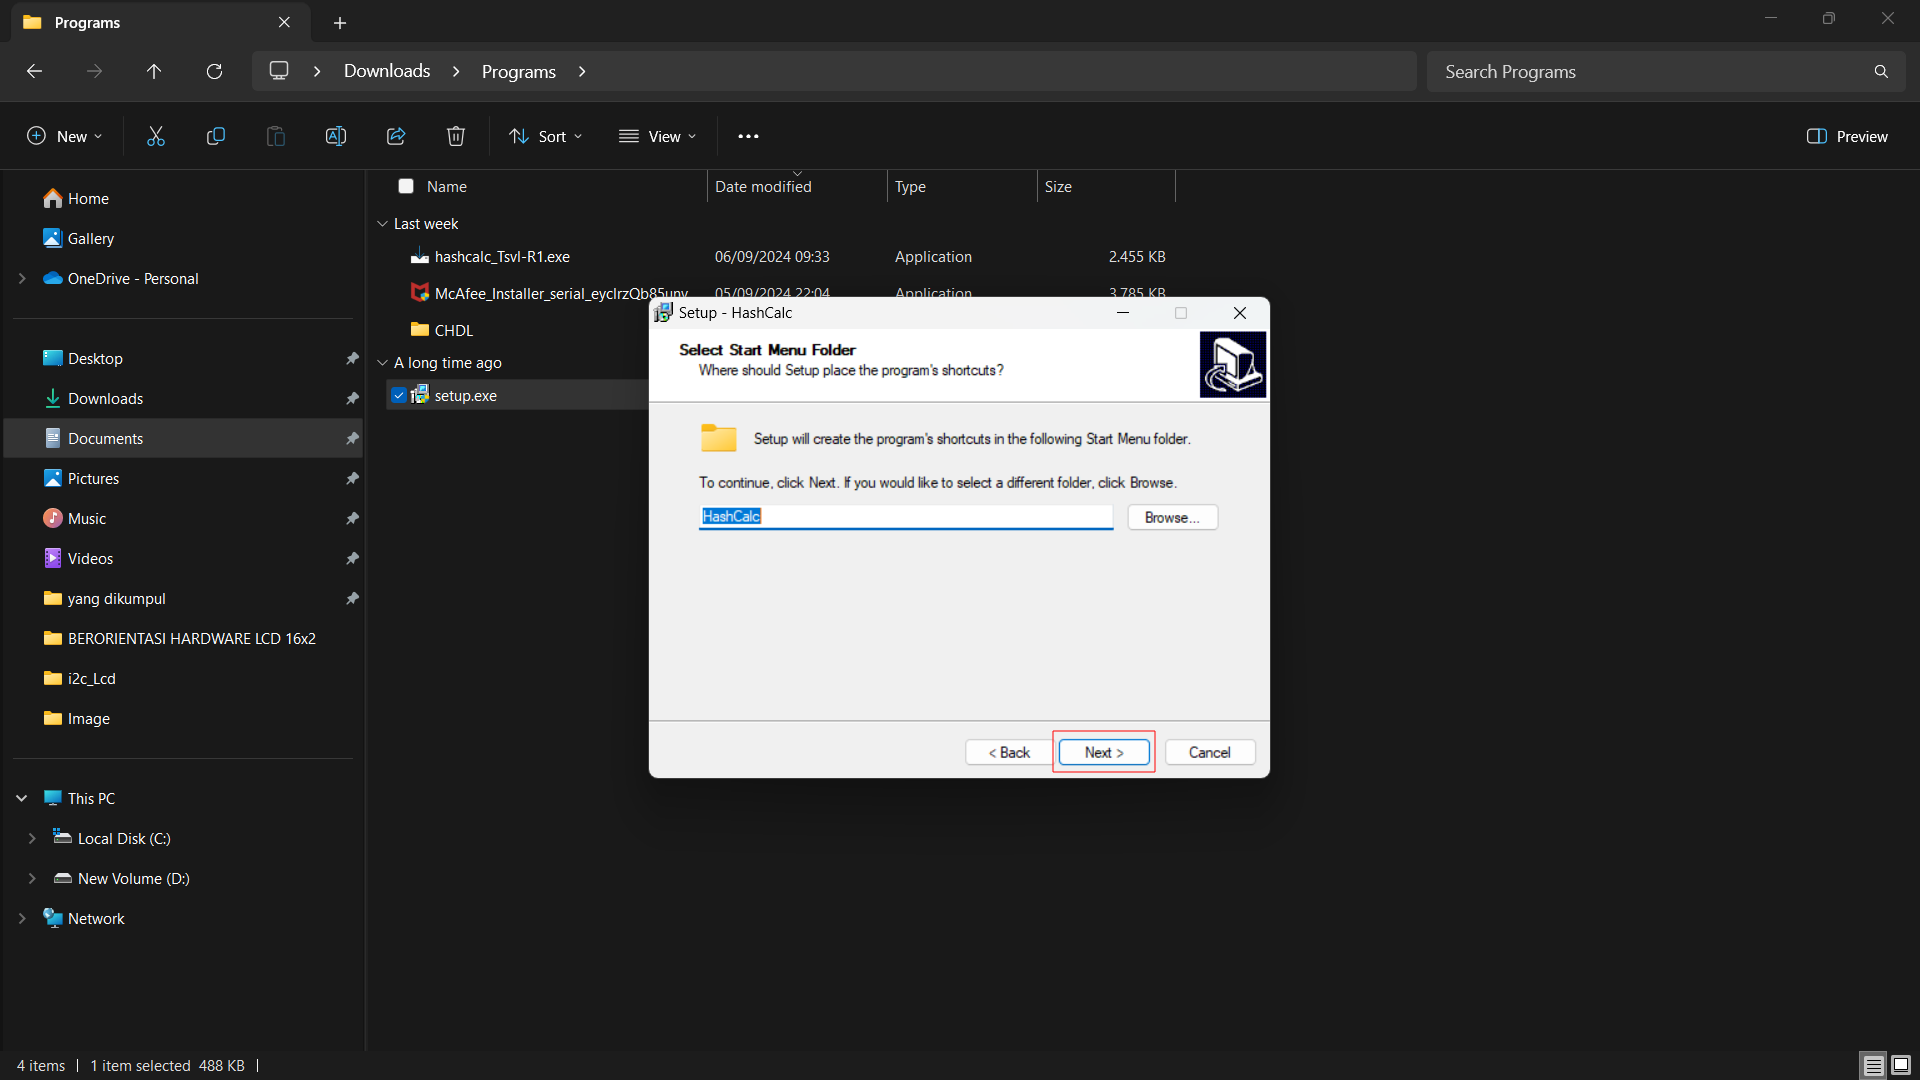 Programs
Downloads
Programs
Search Programs
New
Sort
View
Preview
Home
Gallery
OneDrive - Personal
Desktop
Downloads
Documents
Pictures
Music
Videos
yang dikumpul
BERORIENTASI HARDWARE LCD 16x2
i2c_Lcd
Image
This PC
Local Disk (C:)
New Volume (D:)
Network
Name Date modified Type Size
Last week
hashcalc_Tsvl-R1.exe 06/09/2024 09:33 Application 2.455 KB
05/09/2024 22:04 Application 3.785 KB
CHDL
A long time ago
setup.exe
Setup - HashCalc
Select Start Menu Folder
Where should Setup place the program's shortcuts?
Setup will create the program's shortcuts in the following Start Menu folder.
To continue, click Next. If you would like to select a different folder, click Browse.
HashCalc
Browse...
< Back
Next >
Cancel
4 items
1 item selected 488 KB